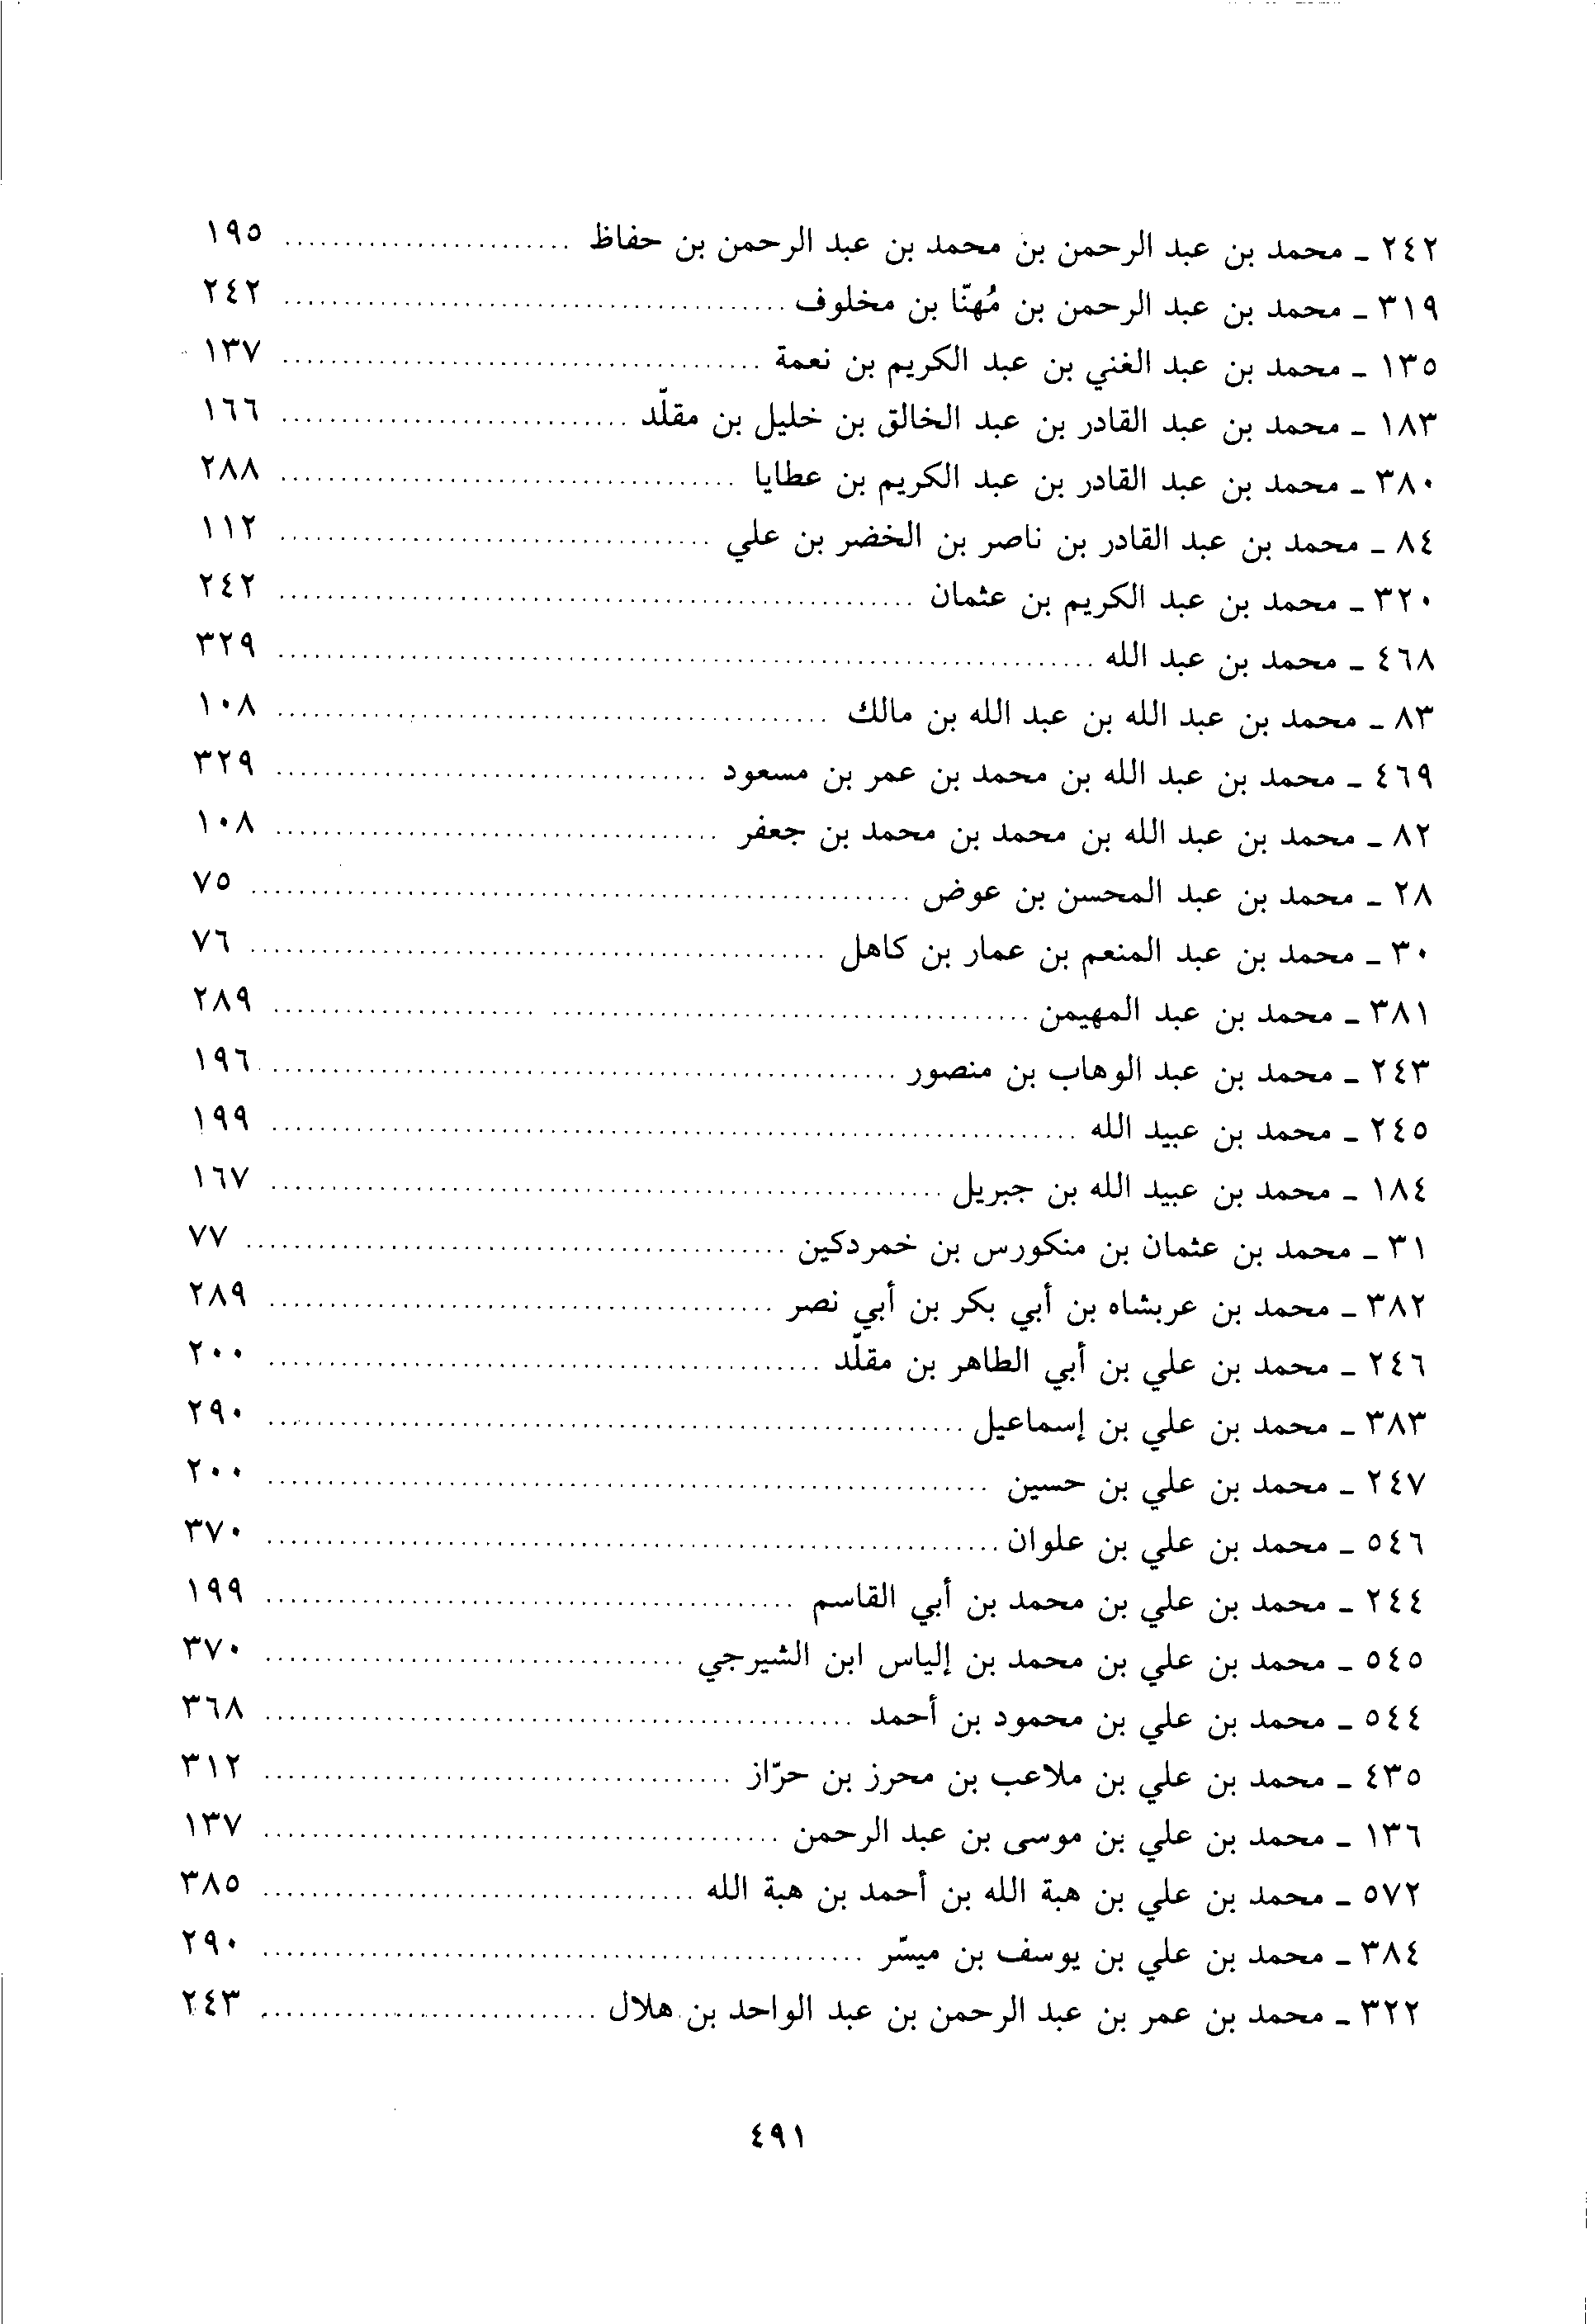 ٢٤٢ ـ محمد بن عبد الرحمن بن محمد بن عبد الرحمن بن حفاظ ........................ ١٩٥
٣١٩ ـ محمد بن عبد الرحمن بن مُهنّا بن مخلوف ........................ ٢٤٢
١٣٥ ـ محمد بن عبد الغني بن عبد الكريم بن نعمة ........................ ١٣٧
١٨٣ ـ محمد بن عبد القادر بن عبد الخالق بن خليل بن مقلّد ........................ ١٦٦
٣٨٠ ـ محمد بن عبد القادر بن عبد الكريم بن عطايا ........................ ٢٨٨
٨٤ ـ محمد بن عبد القادر بن ناصر بن الخضر بن علي ........................ ١١٢
٣٢٠ ـ محمد بن عبد الكريم بن عثمان ........................ ٢٤٢
٤٦٨ ـ محمد بن عبد الله ........................ ٣٢٩
٨٣ ـ محمد بن عبد الله بن عبد الله بن مالك ........................ ١٠٨
٤٦٩ ـ محمد بن عبد الله بن محمد بن عمر بن مسعود ........................ ٣٢٩
٨٢ ـ محمد بن عبد الله بن محمد بن محمد بن جعفر ........................ ١٠٨
٢٨ ـ محمد بن عبد المحسن بن عوض ........................ ٧٥
٣٠ ـ محمد بن عبد المنعم بن عمار بن كاهل ........................ ٧٦
٣٨١ ـ محمد بن عبد المهيمن ........................ ٢٨٩
٢٤٣ ـ محمد بن عبد الوهاب بن منصور ........................ ١٩٦
٢٤٥ ـ محمد بن عبيد الله ........................ ١٩٩
١٨٤ ـ محمد بن عبيد الله بن جبريل ........................ ١٦٧
٣١ ـ محمد بن عثمان بن منكورس بن خمردكين ........................ ٧٧
٣٨٢ ـ محمد بن عربشاه بن أبي بكر بن أبي نصر ........................ ٢٨٩
٢٤٦ ـ محمد بن علي بن أبي الطاهر بن مقلّد ........................ ٢٠٠
٣٨٣ ـ محمد بن علي بن إسماعيل ........................ ٢٩٠
٢٤٧ ـ محمد بن علي بن حسين ........................ ٢٠٠
٥٤٦ ـ محمد بن علي بن علوان ........................ ٣٧٠
٢٤٤ ـ محمد بن علي بن محمد بن أبي القاسم ........................ ١٩٩
٥٤٥ ـ محمد بن علي بن محمد بن إلياس ابن الشيرجي ........................ ٣٧٠
٥٤٤ ـ محمد بن علي بن محمود بن أحمد ........................ ٣٦٨
٤٣٥ ـ محمد بن علي بن ملاعب بن محرز بن حرّاز ........................ ٣١٢
١٣٦ ـ محمد بن علي بن موسى بن عبد الرحمن ........................ ١٣٧
٥٧٢ ـ محمد بن علي بن هبة الله بن أحمد بن هبة الله ........................ ٣٨٥
٣٨٤ ـ محمد بن علي بن يوسف بن ميسّر ........................ ٢٩٠
٣٢٢ ـ محمد بن عمر بن عبد الرحمن بن عبد الواحد بن هلال ........................ ٢٤٣
٤٩١